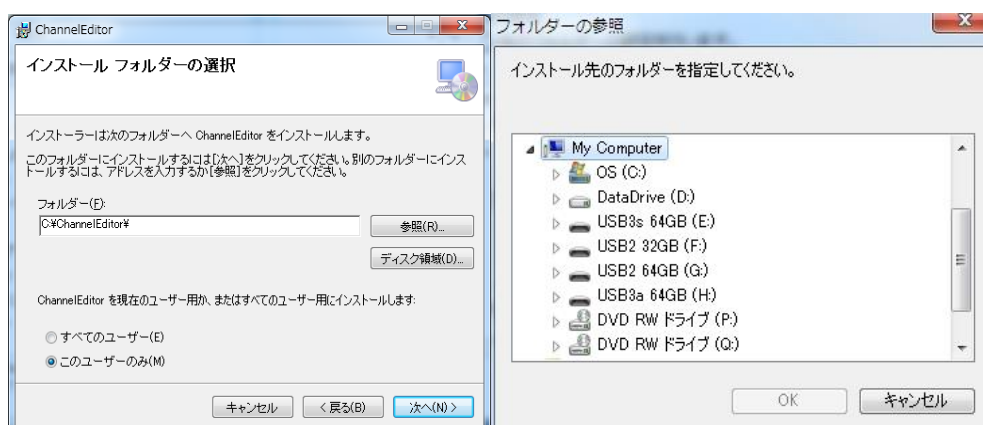 ChannelEditor
インストール フォルダーの選択
インストーラーは次のフォルダーへ ChannelEditor をインストールします。
このフォルダーにインストールするには[次へ]をクリックしてください。別のフォルダーにインス
トールするには、アドレスを入力するか[参照]をクリックしてください。
フォルダー(F):
C:¥ChannelEditor¥
参照(R)...
ディスク領域(D)...
ChannelEditor を現在のユーザー用か、またはすべてのユーザー用にインストールします:
すべてのユーザー(E)
このユーザーのみ(M)
キャンセル
< 戻る(B)
次へ(N) >
フォルダーの参照
インストール先のフォルダーを指定してください。
My Computer
OS (C:)
DataDrive (D:)
USB3s 64GB (E:)
USB2 32GB (F:)
USB2 64GB (G:)
USB3a 64GB (H:)
DVD RW ドライブ (P:)
DVD RW ドライブ (Q:)
OK
キャンセル